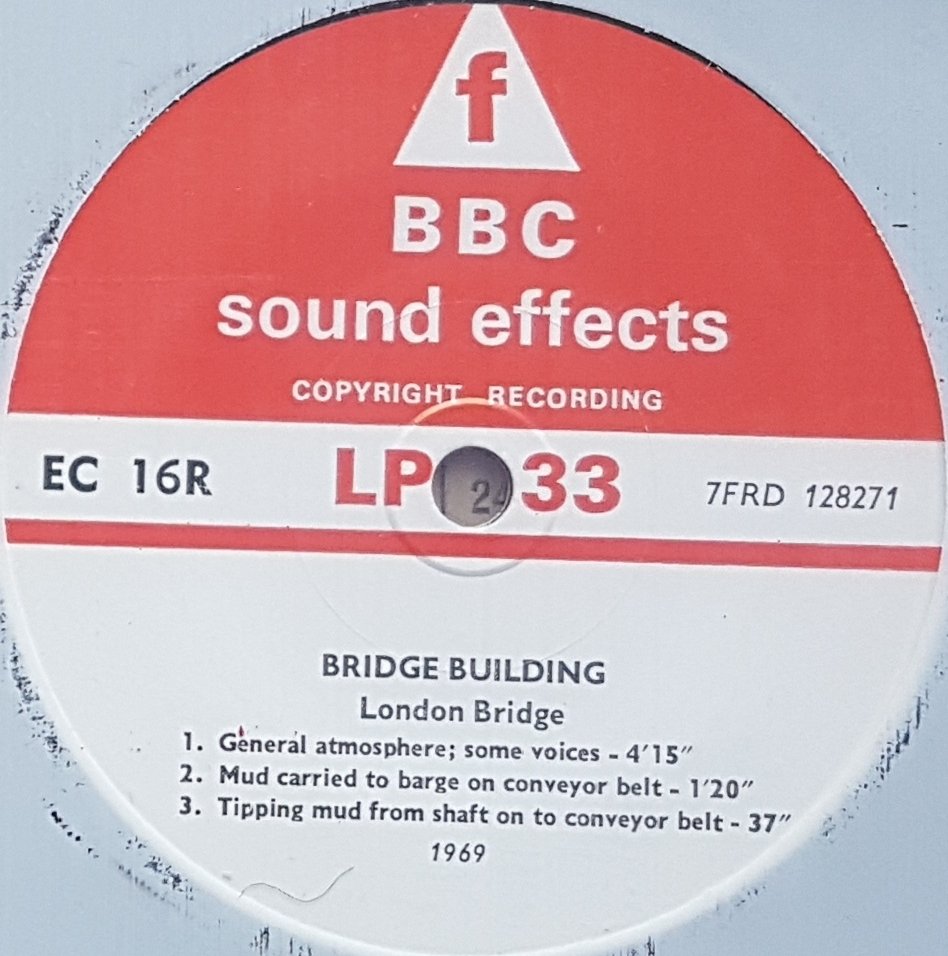 f
BBC
sound effects
COPYRIGHT RECORDING
EC 16R LP 33 7FRD 128271
BRIDGE BUILDING
London Bridge
1. General atmosphere; some voices - 4'15"
2. Mud carried to barge on conveyor belt - 1'20"
3. Tipping mud from shaft on to conveyor belt - 37"
1969